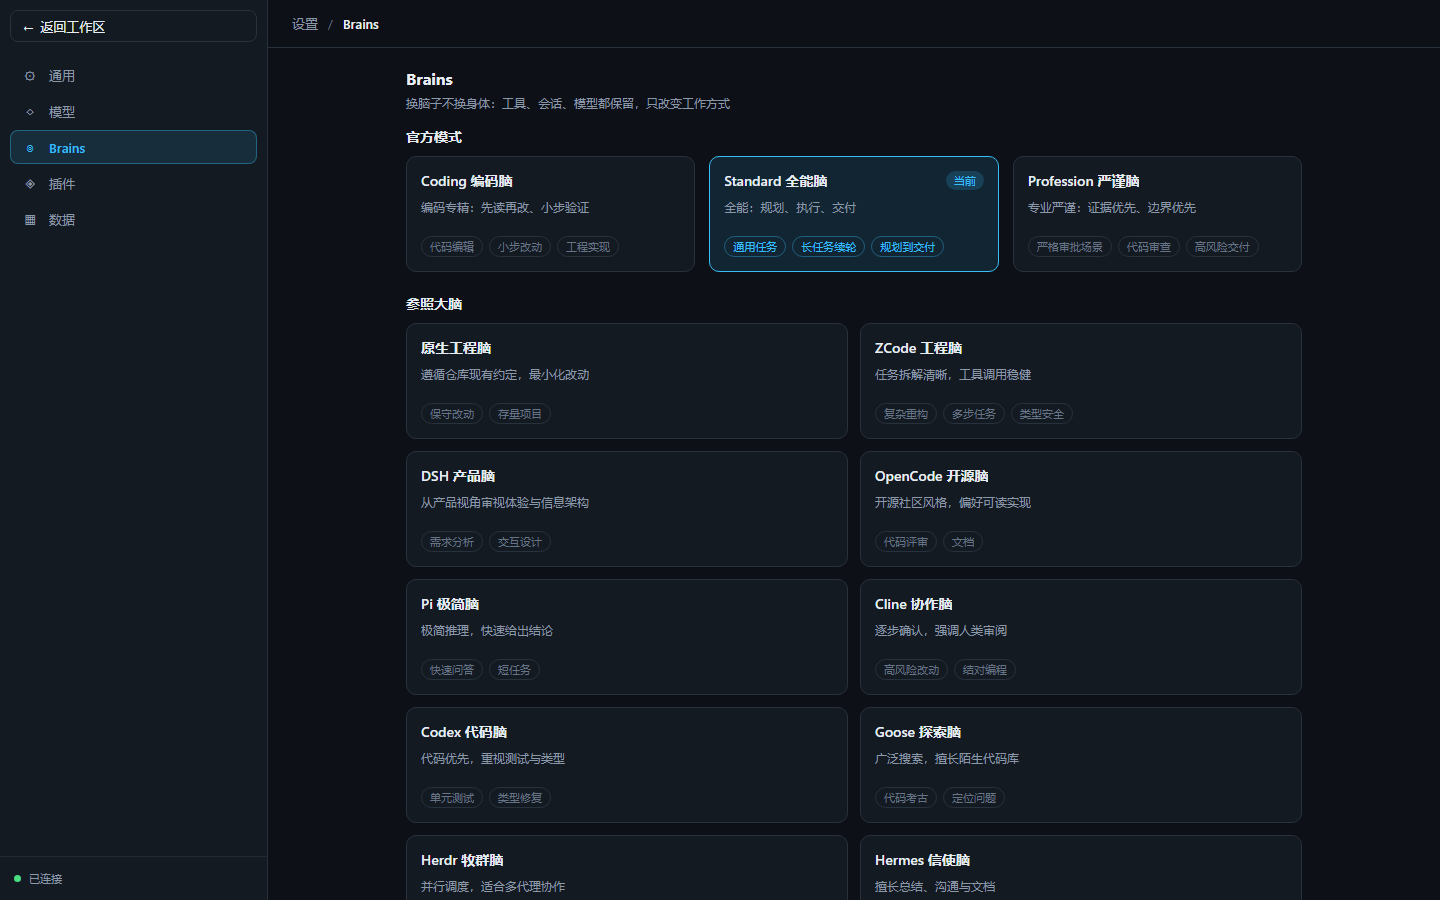 ← 返回工作区
通用
模型
Brains
插件
数据
已连接
设置 / Brains
Brains
换脑子不换身体：工具、会话、模型都保留，只改变工作方式
官方模式
Coding 编码脑
编码专精：先读再改、小步验证
代码编辑 小步改动 工程实现
Standard 全能脑 当前
全能：规划、执行、交付
通用任务 长任务续轮 规划到交付
Profession 严谨脑
专业严谨：证据优先、边界优先
严格审批场景 代码审查 高风险交付
参照大脑
原生工程脑
遵循仓库现有约定，最小化改动
保守改动 存量项目
ZCode 工程脑
任务拆解清晰，工具调用稳健
复杂重构 多步任务 类型安全
DSH 产品脑
从产品视角审视体验与信息架构
需求分析 交互设计
OpenCode 开源脑
开源社区风格，偏好可读实现
代码评审 文档
Pi 极简脑
极简推理，快速给出结论
快速问答 短任务
Cline 协作脑
逐步确认，强调人类审阅
高风险改动 结对编程
Codex 代码脑
代码优先，重视测试与类型
单元测试 类型修复
Goose 探索脑
广泛搜索，擅长陌生代码库
代码考古 定位问题
Herdr 牧群脑
并行调度，适合多代理协作
Hermes 信使脑
擅长总结、沟通与文档